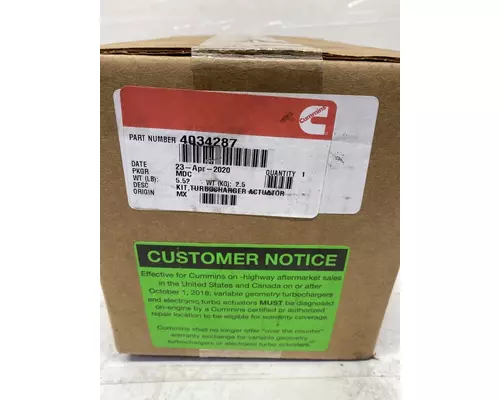 Cummins
PART NUMBER 4034287
DATE 23-Apr-2020 QUANTITY 1
PKGR MDC
WT (LB): 5.52 WT (KG): 2.5
DESC KIT,TURBOCHARGER ACTUATOR
ORIGIN MX
CUSTOMER NOTICE
Effective for Cummins on-highway aftermarket sales
in the United States and Canada on or after
October 1, 2018, variable geometry turbochargers
and electronic turbo actuators MUST be diagnosed
on-engine by a Cummins certified or authorized
repair location to be eligible for warranty coverage.
Cummins shall no longer offer "over the counter"
warranty exchange for variable geometry
turbochargers or electronic turbo actuators.